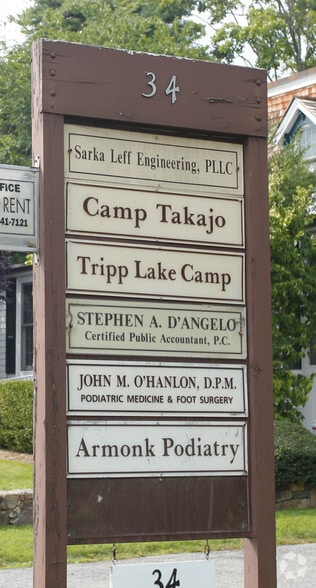 34
Sarka Leff Engineering, PLLC
FICE
RENT
41-7121
Camp Takajo
Tripp Lake Camp
STEPHEN A. D'ANGELO
Certified Public Accountant, P.C.
JOHN M. O'HANLON, D.P.M.
PODIATRIC MEDICINE & FOOT SURGERY
Armonk Podiatry
34